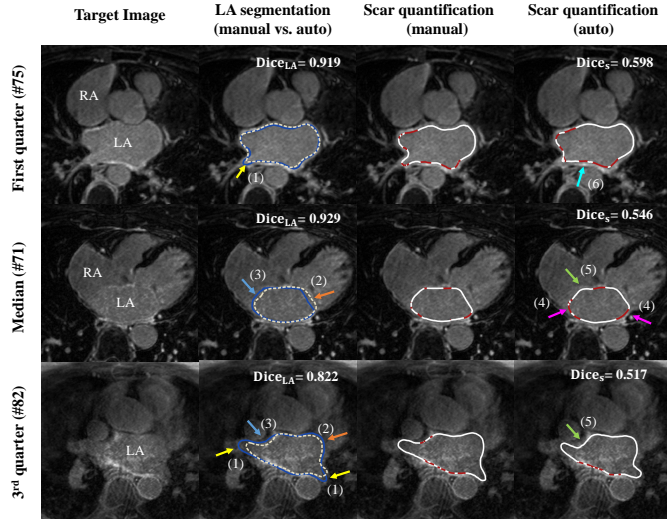 Target Image
LA segmentation
(manual vs. auto)
Scar quantification
(manual)
Scar quantification
(auto)
First quarter (#75)
RA
LA
Dice_LA= 0.919
(1)
Dice_s= 0.598
(6)
Median (#71)
RA
LA
Dice_LA= 0.929
(3)
(2)
Dice_s= 0.546
(5)
(4)
(4)
3rd quarter (#82)
LA
Dice_LA= 0.822
(3)
(2)
(1)
(1)
Dice_s= 0.517
(5)